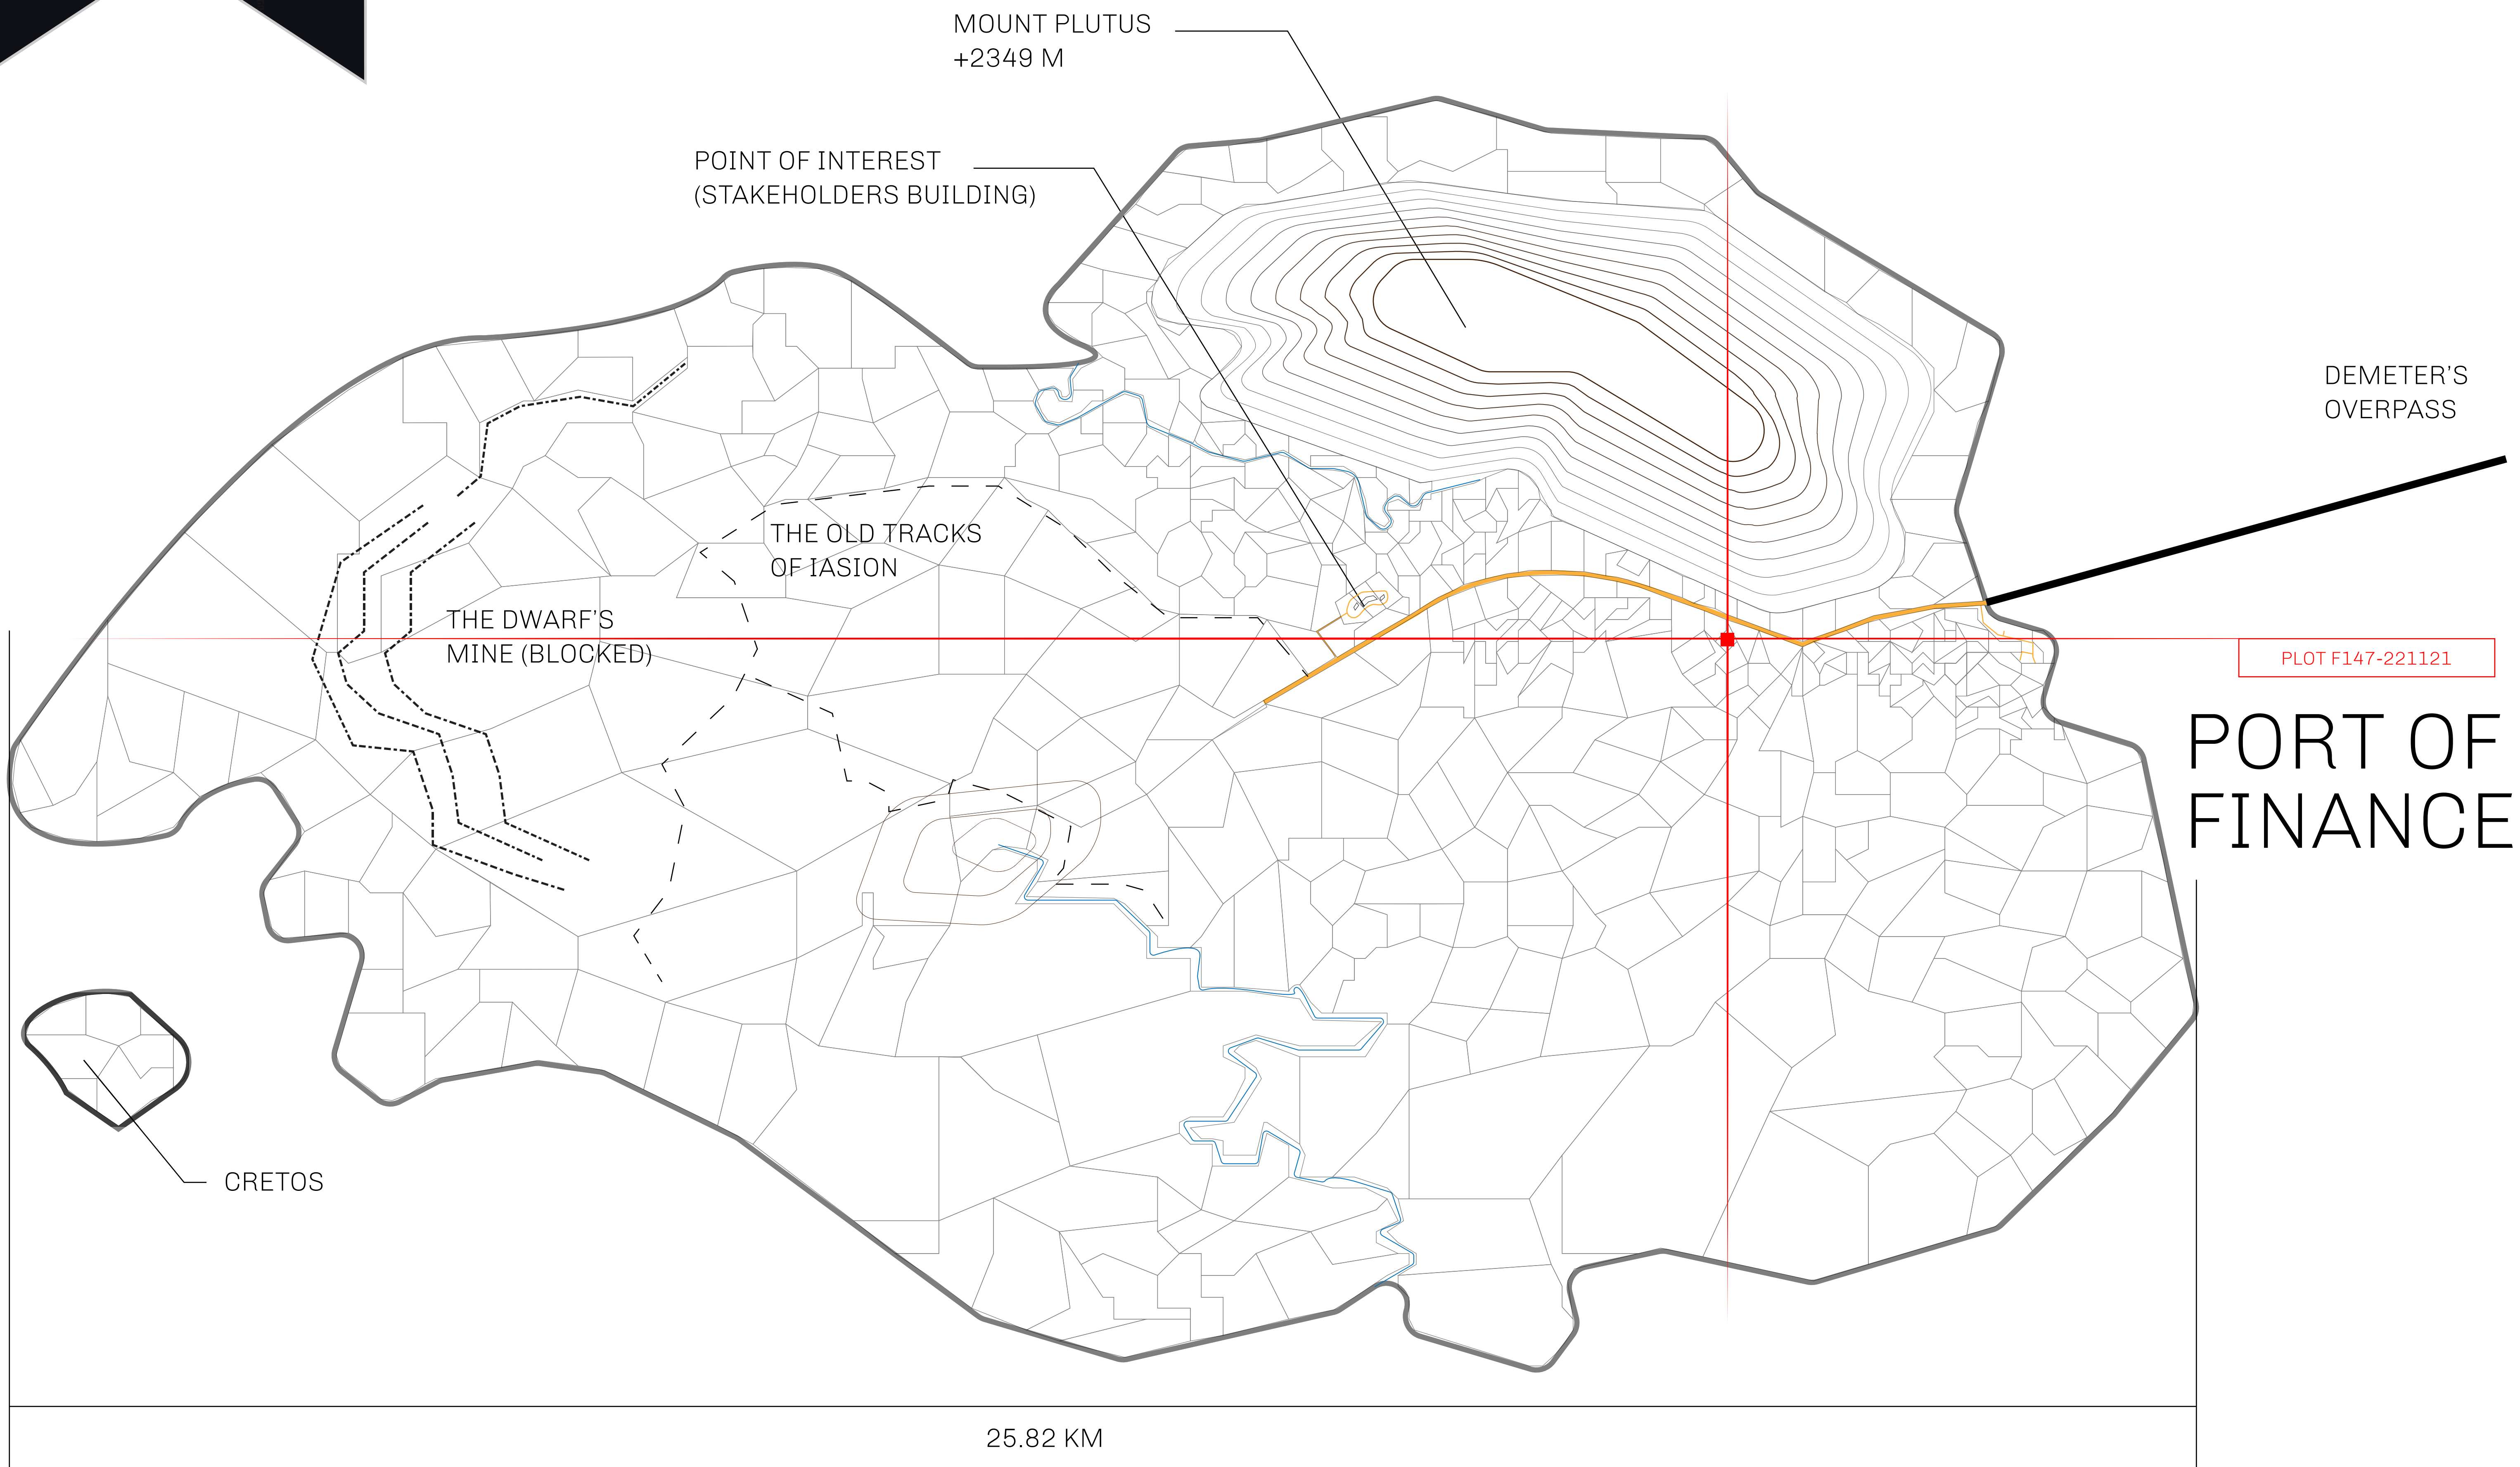 MOUNT PLUTUS
+2349 M
POINT OF INTEREST
(STAKEHOLDERS BUILDING)
DEMETER'S
OVERPASS
THE OLD TRACKS
OF IASION
THE DWARF'S
MINE (BLOCKED)
PLOT F147-221121
PORT OF
FINANCE
CRETOS
25.82 KM